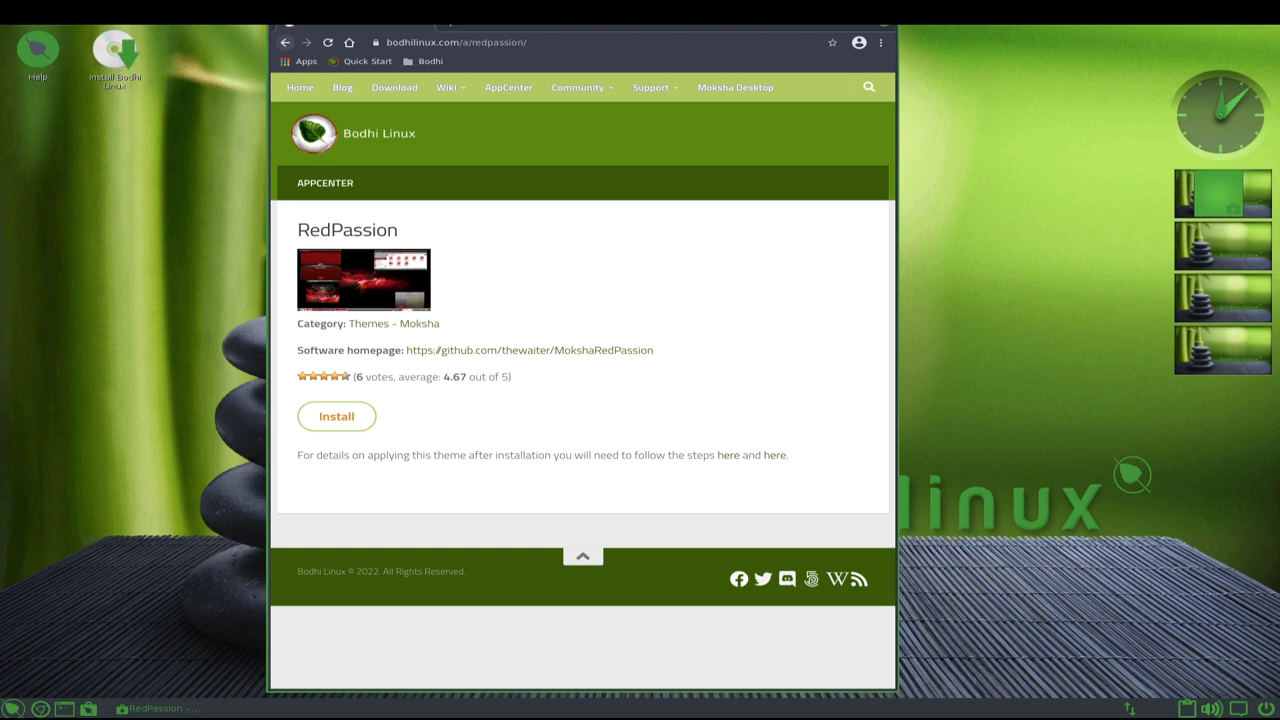 Help
Install Bodhi
Linux
bodhilinux.com/a/redpassion/
Apps Quick Start Bodhi
Home Blog Download Wiki AppCenter Community Support Moksha Desktop
Bodhi Linux
APPCENTER
RedPassion
Category: Themes - Moksha
Software homepage: https://github.com/thewaiter/MokshaRedPassion
(6 votes, average: 4.67 out of 5)
Install
For details on applying this theme after installation you will need to follow the steps here and here.
linux
Bodhi Linux © 2022. All Rights Reserved.
W
RedPassion - ...